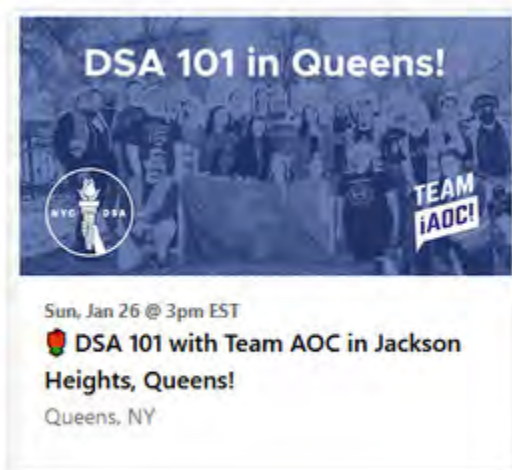 DSA 101 in Queens!
NYC DSA
TEAM
¡AOC!
Sun, Jan 26 @ 3pm EST
🌹 DSA 101 with Team AOC in Jackson
Heights, Queens!
Queens, NY